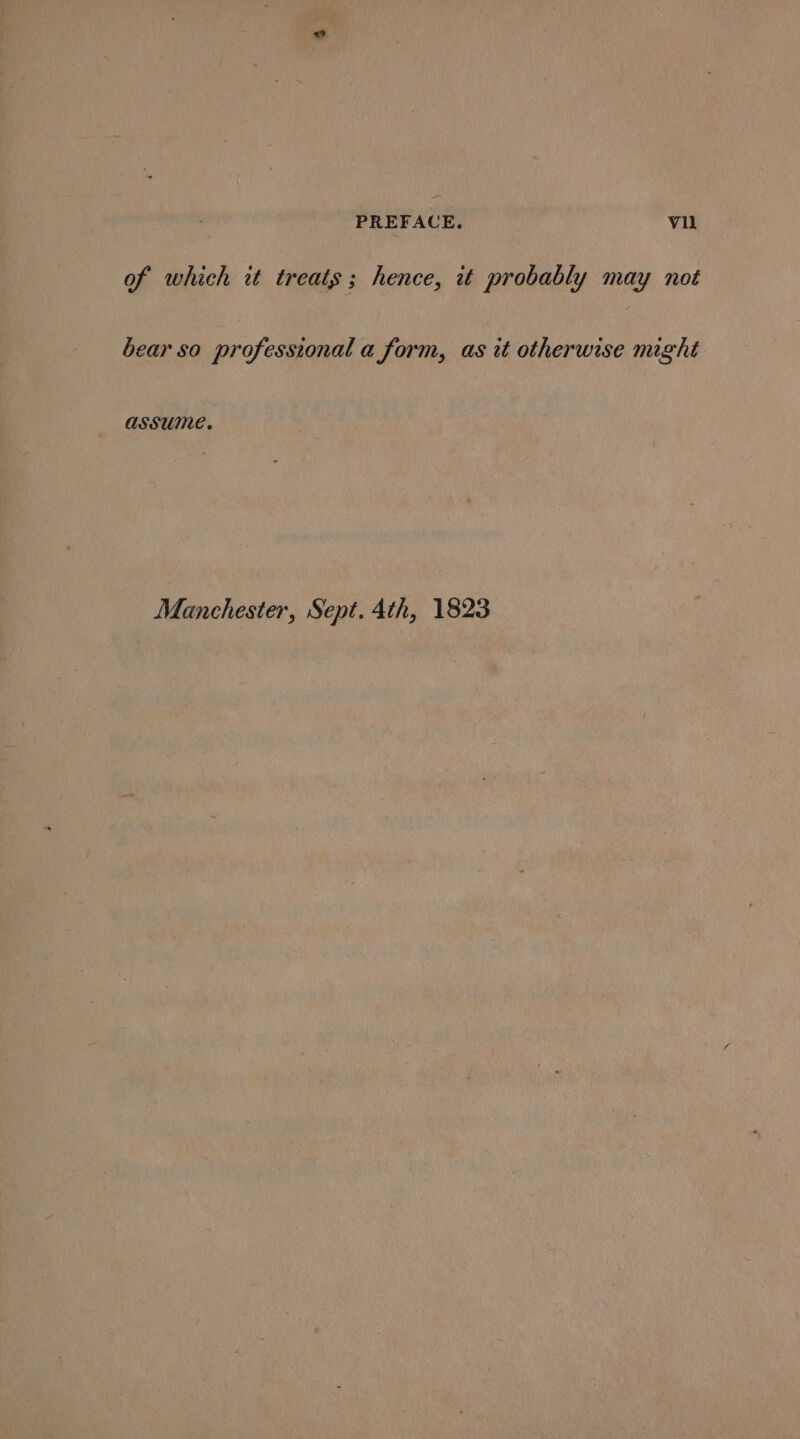 PREFACE. vii
of which it treats; hence, it probably may not
bear so professional a form, as it otherwise might
assume.
Manchester, Sept. 4th, 1823